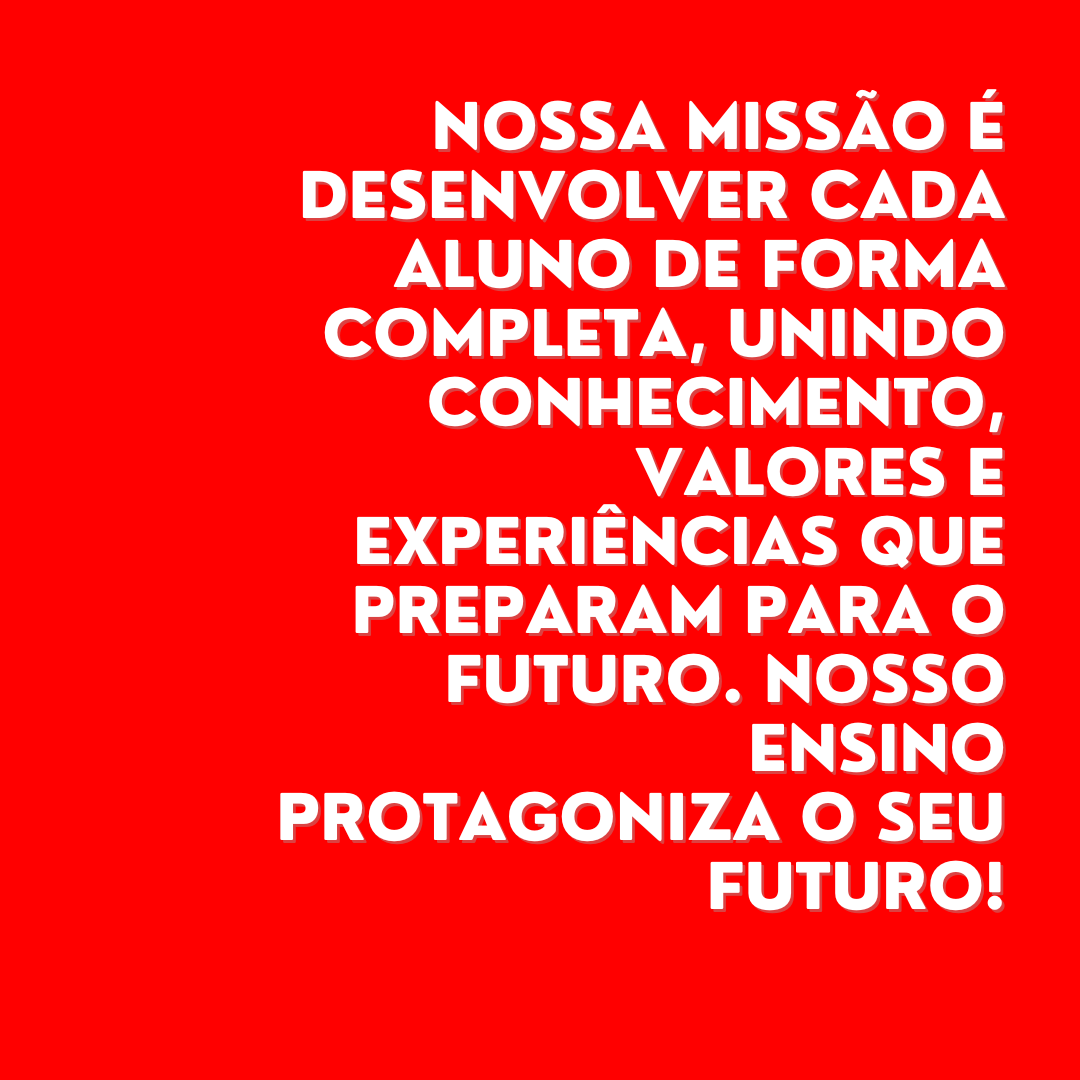 NOSSA MISSÃO É
DESENVOLVER CADA
ALUNO DE FORMA
COMPLETA, UNINDO
CONHECIMENTO,
VALORES E
EXPERIÊNCIAS QUE
PREPARAM PARA O
FUTURO. NOSSO
ENSINO
PROTAGONIZA O SEU
FUTURO!